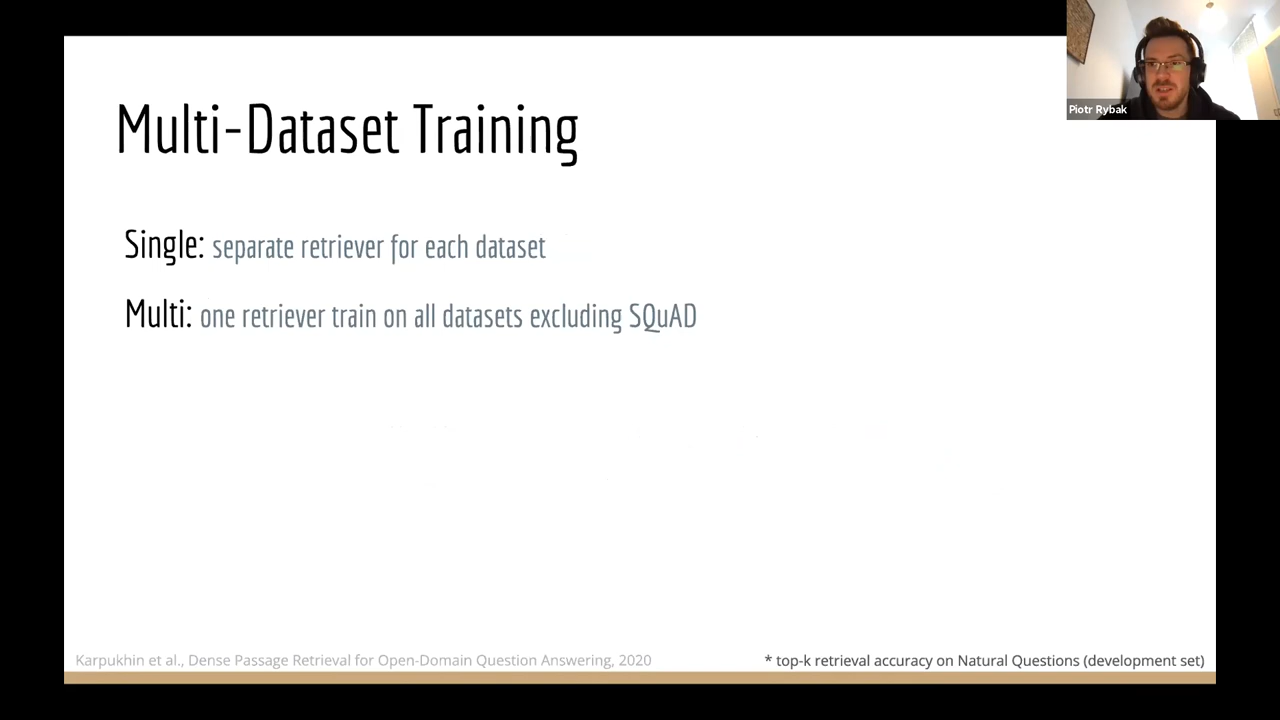 Piotr Rybak
Multi-Dataset Training
Single: separate retriever for each dataset
Multi: one retriever train on all datasets excluding SQuAD
Karpukhin et al., Dense Passage Retrieval for Open-Domain Question Answering, 2020
* top-k retrieval accuracy on Natural Questions (development set)